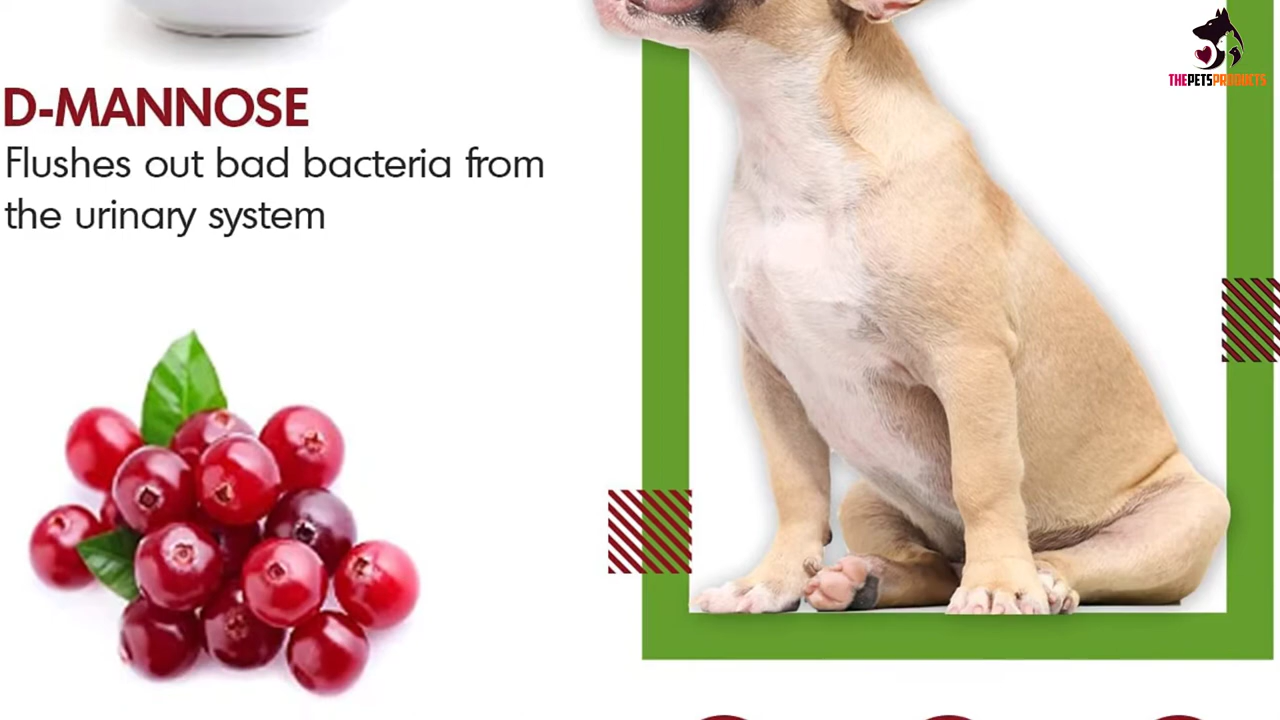 D-MANNOSE
Flushes out bad bacteria from
the urinary system
THEPETSPRODUCTS